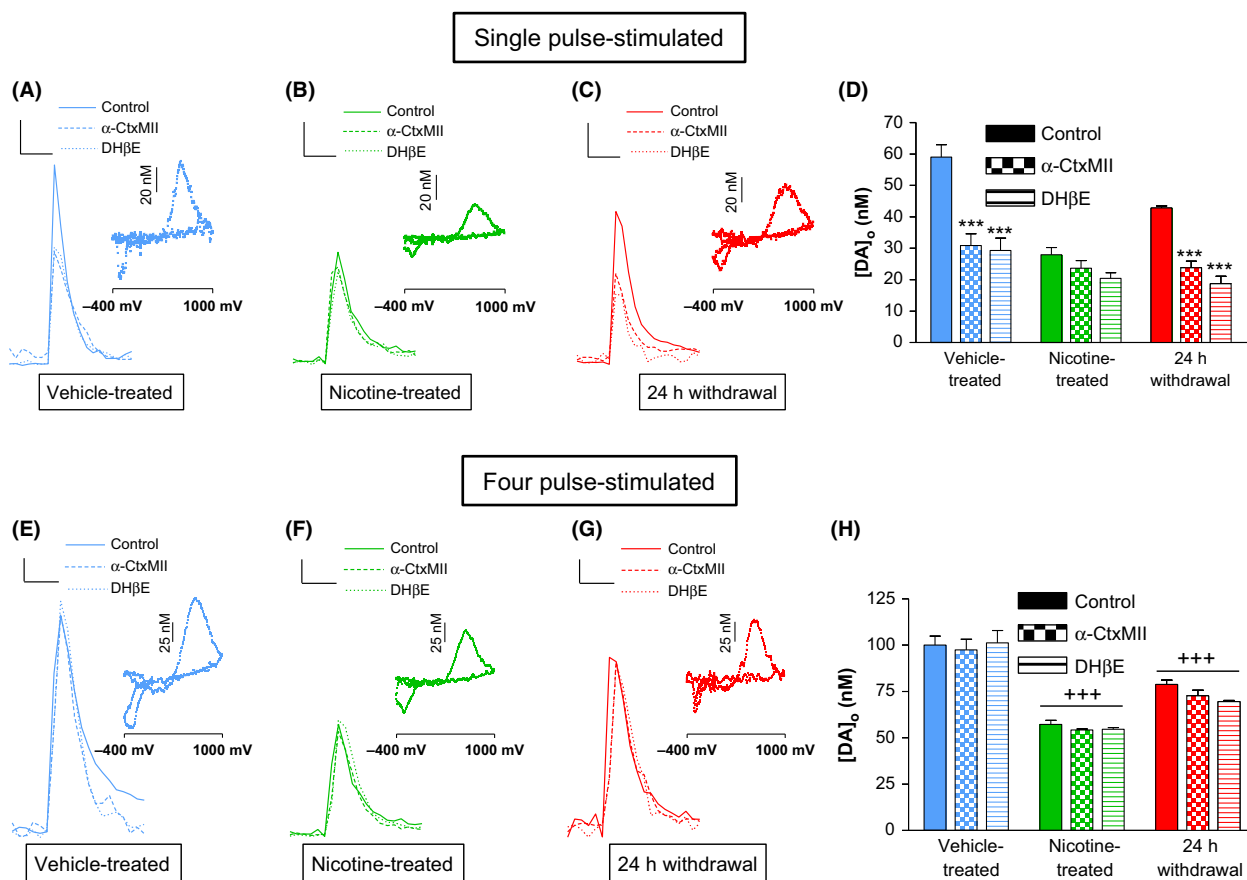 Single pulse-stimulated
(A)
Control
α-CtxMII
DHβE
20 nM
−400 mV 1000 mV
Vehicle-treated
(B)
Control
α-CtxMII
DHβE
20 nM
−400 mV 1000 mV
Nicotine-treated
(C)
Control
α-CtxMII
DHβE
20 nM
−400 mV 1000 mV
24 h withdrawal
(D)
[DA]o (nM)
70
60
50
40
30
20
10
0
Control
α-CtxMII
DHβE
*** ***
*** ***
Vehicle-treated
Nicotine-treated
24 h withdrawal
Four pulse-stimulated
(E)
Control
α-CtxMII
DHβE
25 nM
−400 mV 1000 mV
Vehicle-treated
(F)
Control
α-CtxMII
DHβE
25 nM
−400 mV 1000 mV
Nicotine-treated
(G)
Control
α-CtxMII
DHβE
25 nM
−400 mV 1000 mV
24 h withdrawal
(H)
[DA]o (nM)
125
100
75
50
25
0
Control
α-CtxMII
DHβE
+++
+++
Vehicle-treated
Nicotine-treated
24 h withdrawal